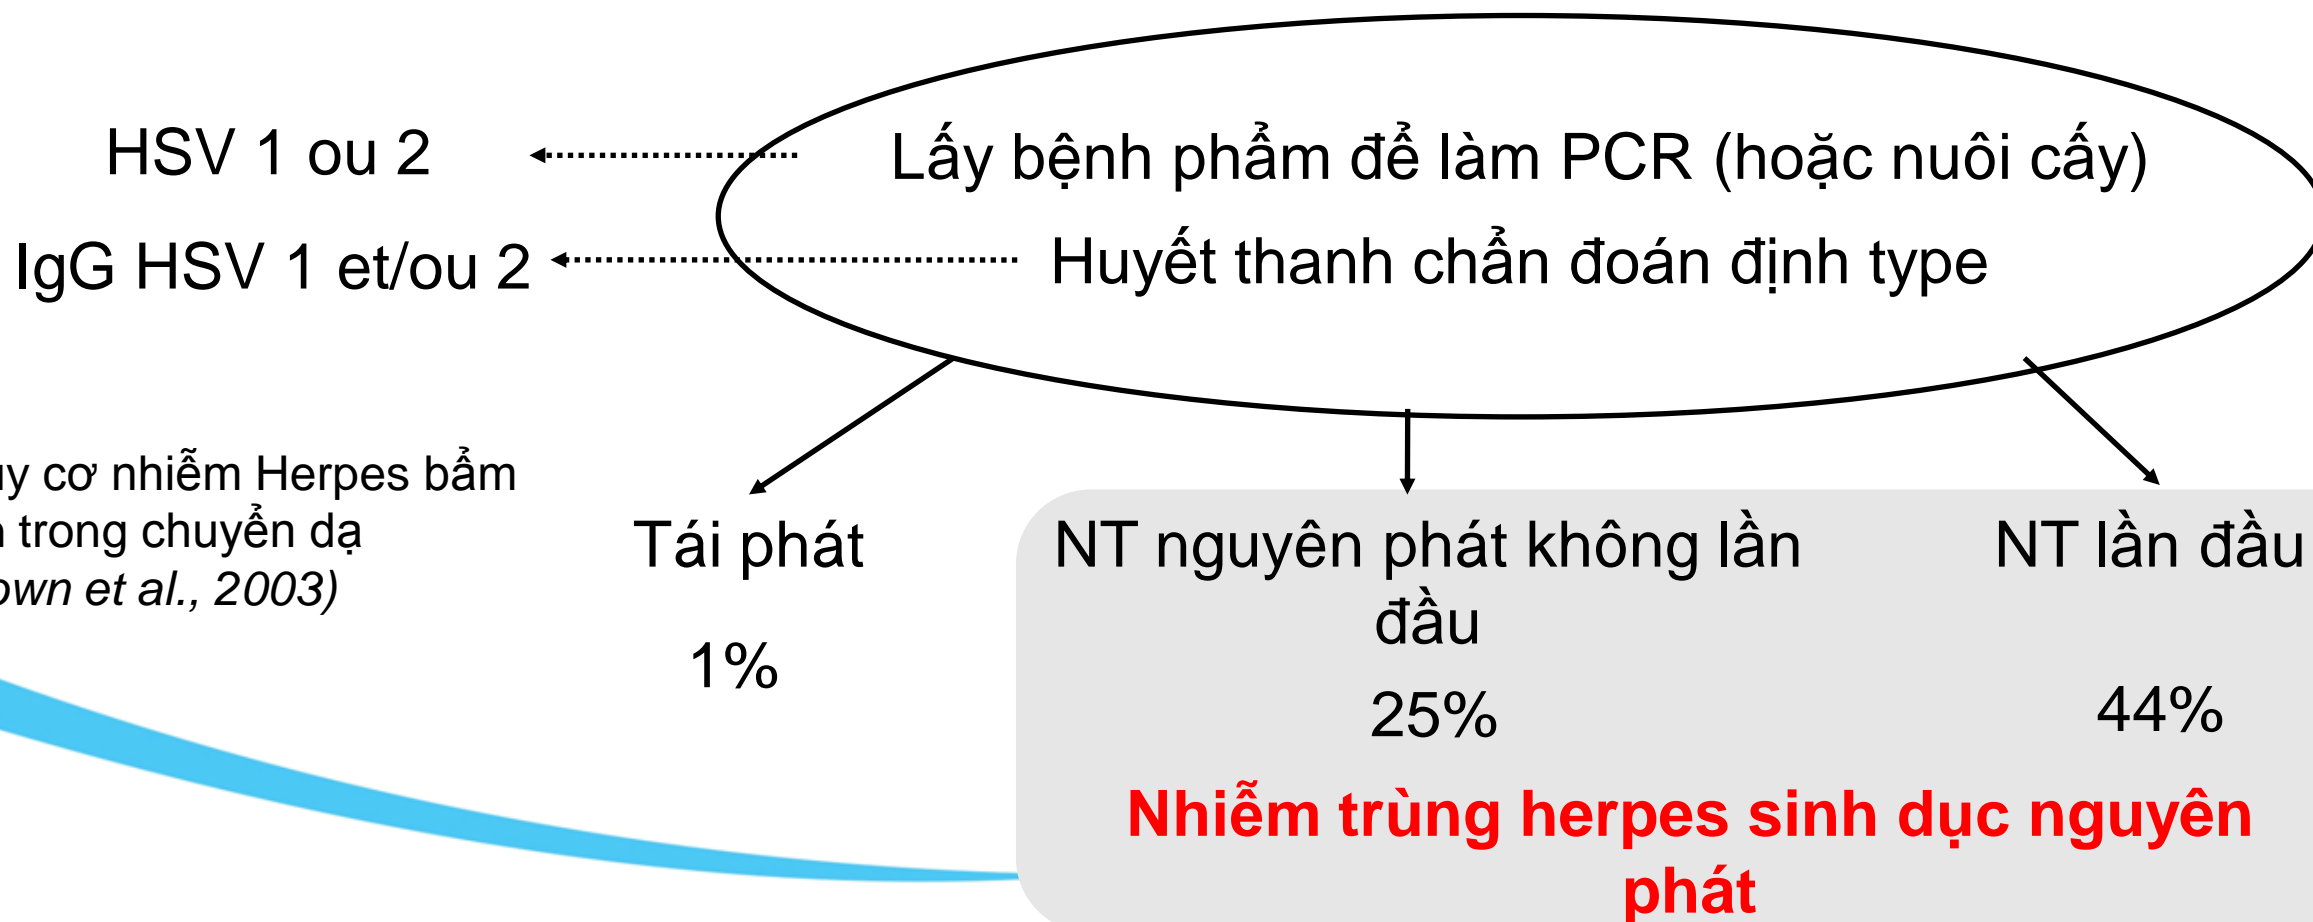 HSV 1 ou 2
Lấy bệnh phẩm để làm PCR (hoặc nuôi cấy)
IgG HSV 1 et/ou 2
Huyết thanh chẩn đoán định type
cơ nhiễm Herpes bẩm
trong chuyển dạ
et al., 2003)
Tái phát
1%
NT nguyên phát không lần
đầu
25%
NT lần đầu
44%
Nhiễm trùng herpes sinh dục nguyên
phát